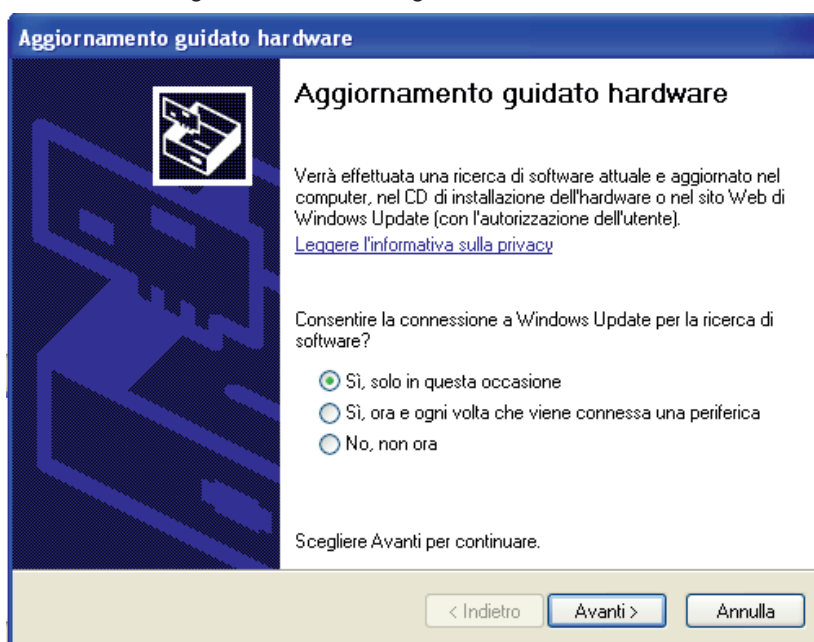 Aggiornamento guidato hardware
Aggiornamento guidato hardware
Verrà effettuata una ricerca di software attuale e aggiornato nel
computer, nel CD di installazione dell'hardware o nel sito Web di
Windows Update (con l'autorizzazione dell'utente).
Leggere l'informativa sulla privacy
Consentire la connessione a Windows Update per la ricerca di
software?
Sì, solo in questa occasione
Sì, ora e ogni volta che viene connessa una periferica
No, non ora
Scegliere Avanti per continuare.
< Indietro Avanti > Annulla